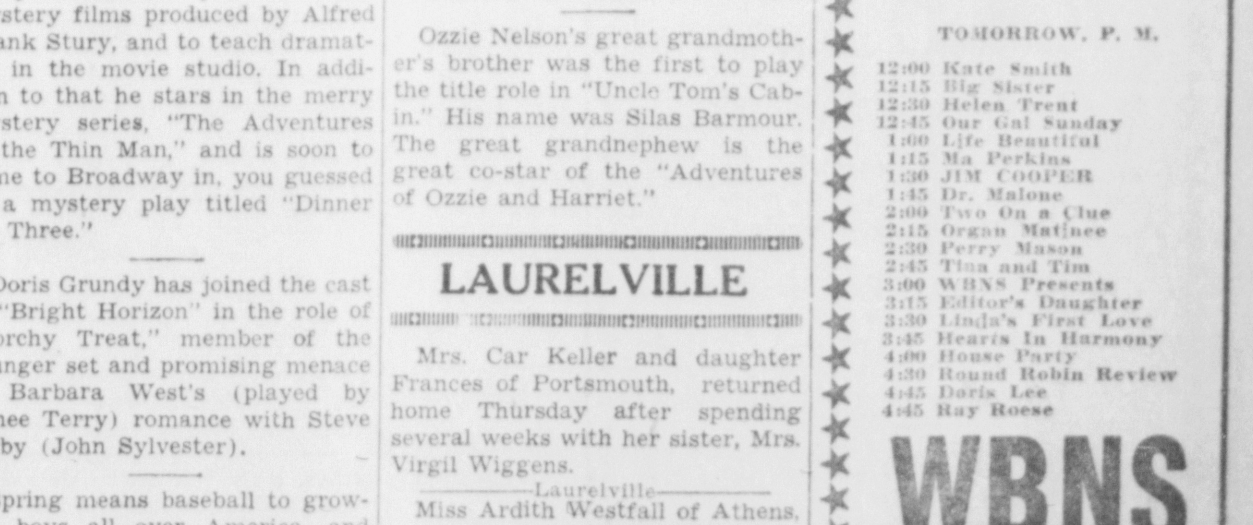 stery films produced by Alfred
ank Stury, and to teach dramat-
in the movie studio. In addi-
n to that he stars in the merry
stery series, "The Adventures
the Thin Man," and is soon to
me to Broadway in, you guessed
a mystery play titled "Dinner
Three."
Doris Grundy has joined the cast
"Bright Horizon" in the role of
orchy Treat," member of the
unger set and promising menace
Barbara West's (played by
nee Terry) romance with Steve
by (John Sylvester).
pring means baseball to grow-
boys all over America, and
Ozzie Nelson's great grandmoth-
er's brother was the first to play
the title role in "Uncle Tom's Cab-
in." His name was Silas Barmour.
The great grandnephew is the
great co-star of the "Adventures
of Ozzie and Harriet."
LAURELVILLE
Mrs. Car Keller and daughter
Frances of Portsmouth, returned
home Thursday after spending
several weeks with her sister, Mrs.
Virgil Wiggens.
Laurelville
Miss Ardith Westfall of Athens,
TOMORROW, P. M.
12:00 Kate Smith
12:15 Big Sister
12:30 Helen Trent
12:45 Our Gal Sunday
1:00 Life Beautiful
1:15 Ma Perkins
1:30 JIM COOPER
1:45 Dr. Malone
2:00 Two On a Clue
2:15 Organ Matinee
2:30 Perry Mason
2:45 Tina and Tim
3:00 WBNS Presents
3:15 Editor's Daughter
3:30 Linda's First Love
3:45 Hearts In Harmony
4:00 House Party
4:30 Round Robin Review
4:45 Doris Lee
4:45 Ray Roese
WBNS